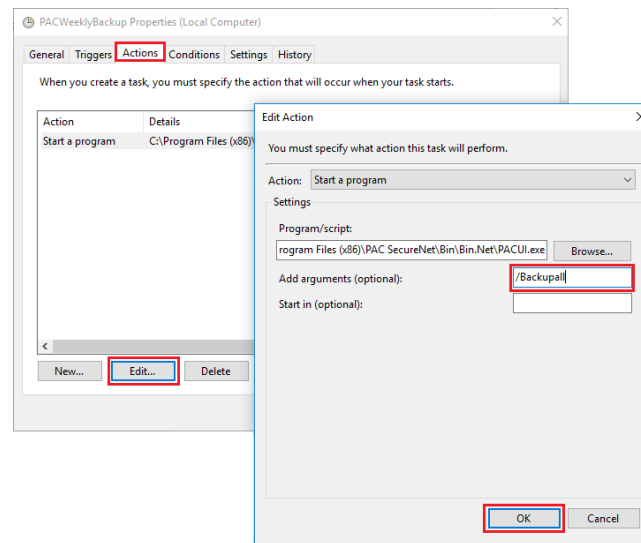 PACWeeklyBackup Properties (Local Computer)
General Triggers Actions Conditions Settings History
When you create a task, you must specify the action that will occur when your task starts.
Action Details
Start a program C:\Program Files (x86)\
New... Edit... Delete
Edit Action
You must specify what action this task will perform.
Action: Start a program
Settings
Program/script:
rogram Files (x86)\PAC SecureNet\Bin\Bin.Net\PACUI.exe Browse...
Add arguments (optional): /Backupall
Start in (optional):
OK Cancel